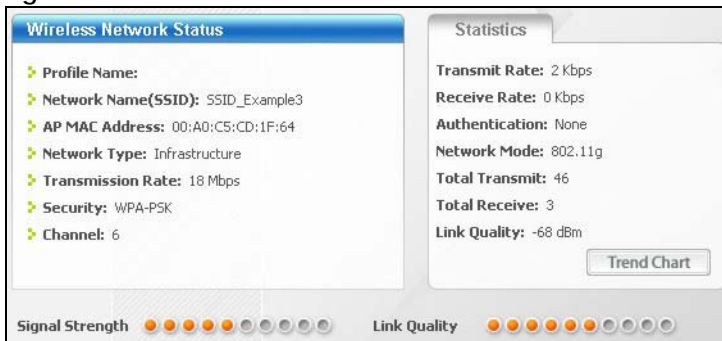 Wireless Network Status
Profile Name:
Network Name(SSID): SSID_Example3
AP MAC Address: 00:A0:C5:CD:1F:64
Network Type: Infrastructure
Transmission Rate: 18 Mbps
Security: WPA-PSK
Channel: 6
Statistics
Transmit Rate: 2 Kbps
Receive Rate: 0 Kbps
Authentication: None
Network Mode: 802.11g
Total Transmit: 46
Total Receive: 3
Link Quality: -68 dBm
Trend Chart
Signal Strength
Link Quality